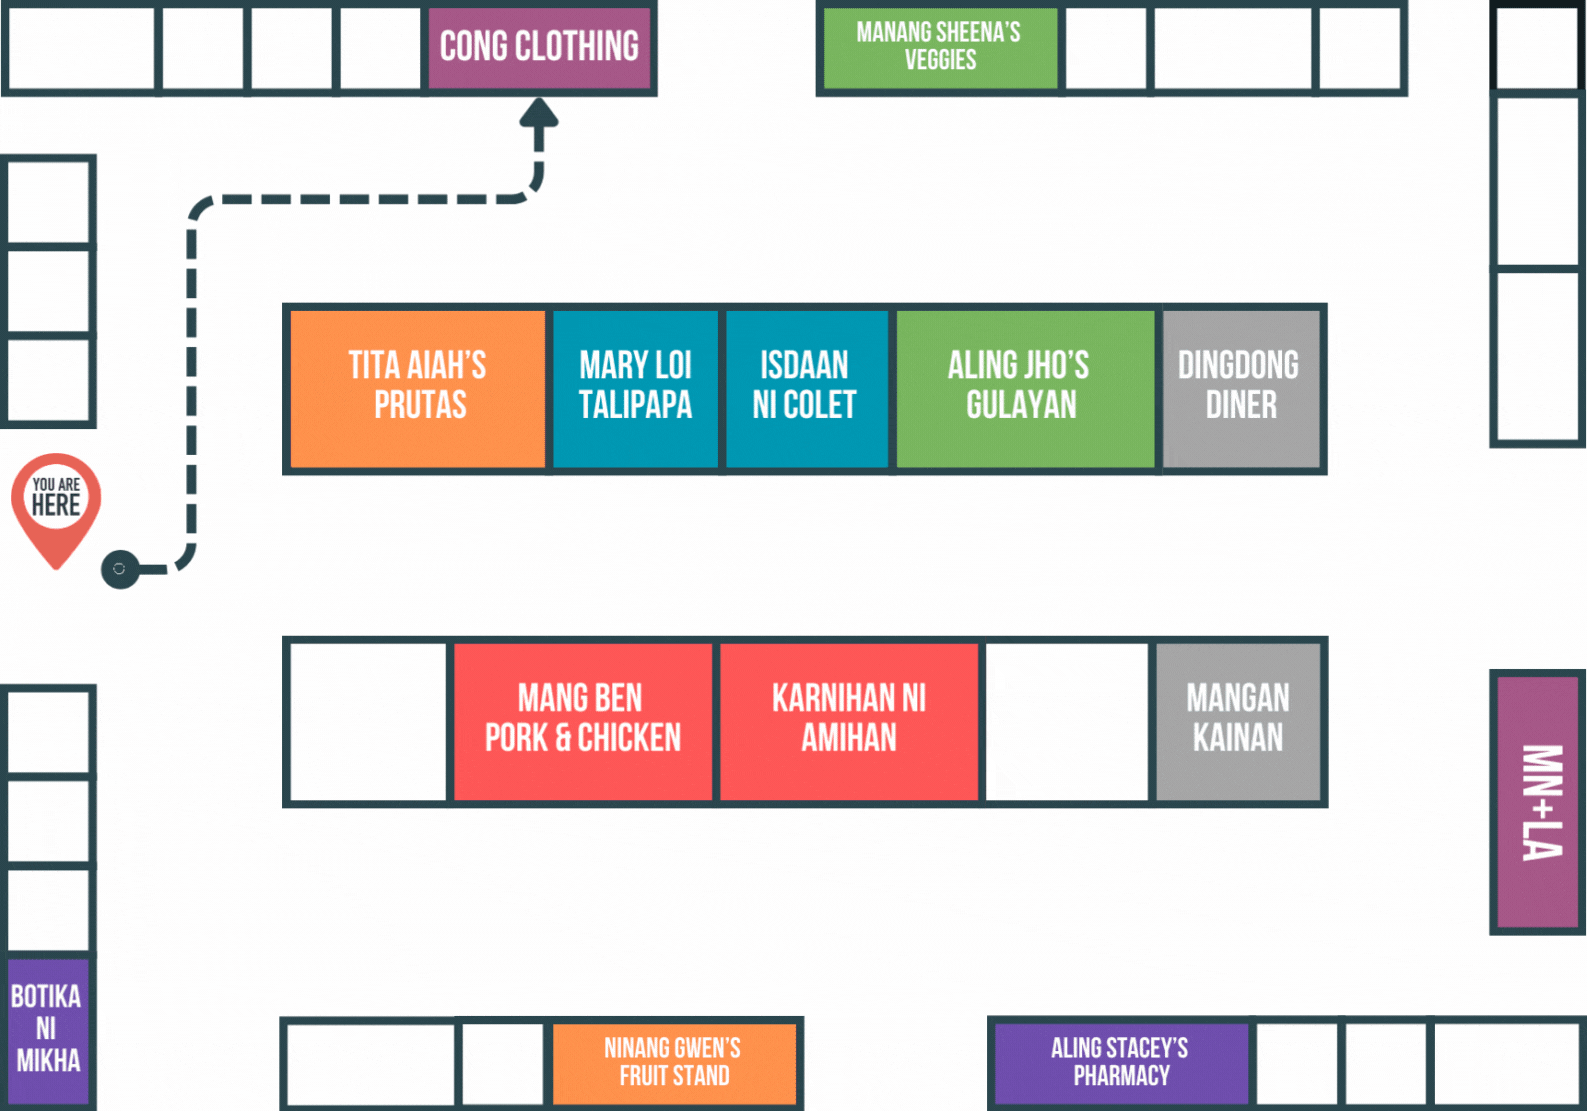 CONG CLOTHING
MANANG SHEENA'S
VEGGIES
TITA AIAH'S
PRUTAS
MARY LOI
TALIPAPA
ISDAAN
NI COLET
ALING JHO'S
GULAYAN
DINGDONG
DINER
YOU ARE
HERE
MANG BEN
PORK & CHICKEN
KARNIHAN NI
AMIHAN
MANGAN
KAINAN
MN+LA
BOTIKA
NI
MIKHA
NINANG GWEN'S
FRUIT STAND
ALING STACEY'S
PHARMACY